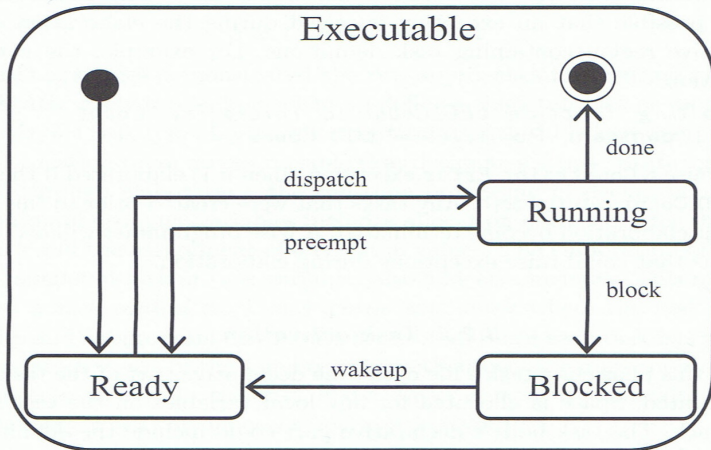 Executable
done
dispatch
Running
preempt
block
Ready
wakeup
Blocked